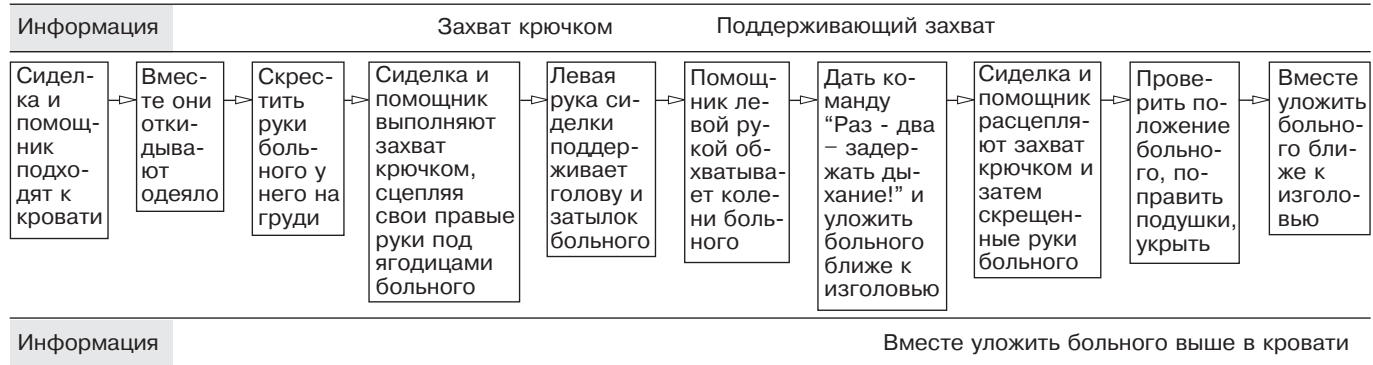 Информация Захват крючком Поддерживающий захват
Сидел-
ка и
помощ-
ник
подхо-
дят к
кровати
Вмес-
те они
отки-
дыва-
ют
одеяло
Скрес-
тить
руки
боль-
ного у
него на
груди
Сиделка и
помощник
выполняют
захват
крючком,
сцепляя
свои правые
руки под
ягодицами
больного
Левая
рука си-
делки
поддер-
живает
голову и
затылок
больного
Помощ-
ник ле-
вой ру-
кой об-
хватыва-
ет коле-
ни боль-
ного
Дать ко-
манду
“Раз - два
– задер-
жать ды-
хание!” и
уложить
больного
ближе к
изголовью
Сиделка и
помощник
расцепля-
ют захват
крючком и
затем
скрещен-
ные руки
больного
Прове-
рить по-
ложение
больно-
го, по-
править
подушки,
укрыть
Вместе
уложить
больно-
го бли-
же к
изголо-
вью
Информация Вместе уложить больного выше в кровати